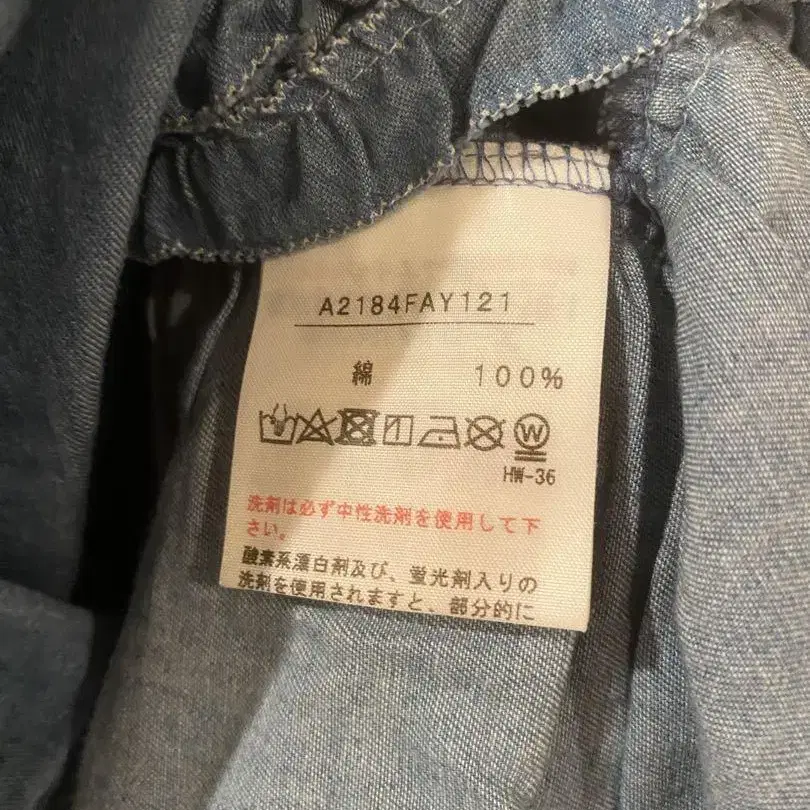 A2184FAY121
綿 100%
W
HW-36
洗剤は必ず中性洗剤を使用して下
さい。
酸素系漂白剤及び、蛍光剤入りの
洗剤を使用されますと、部分的に